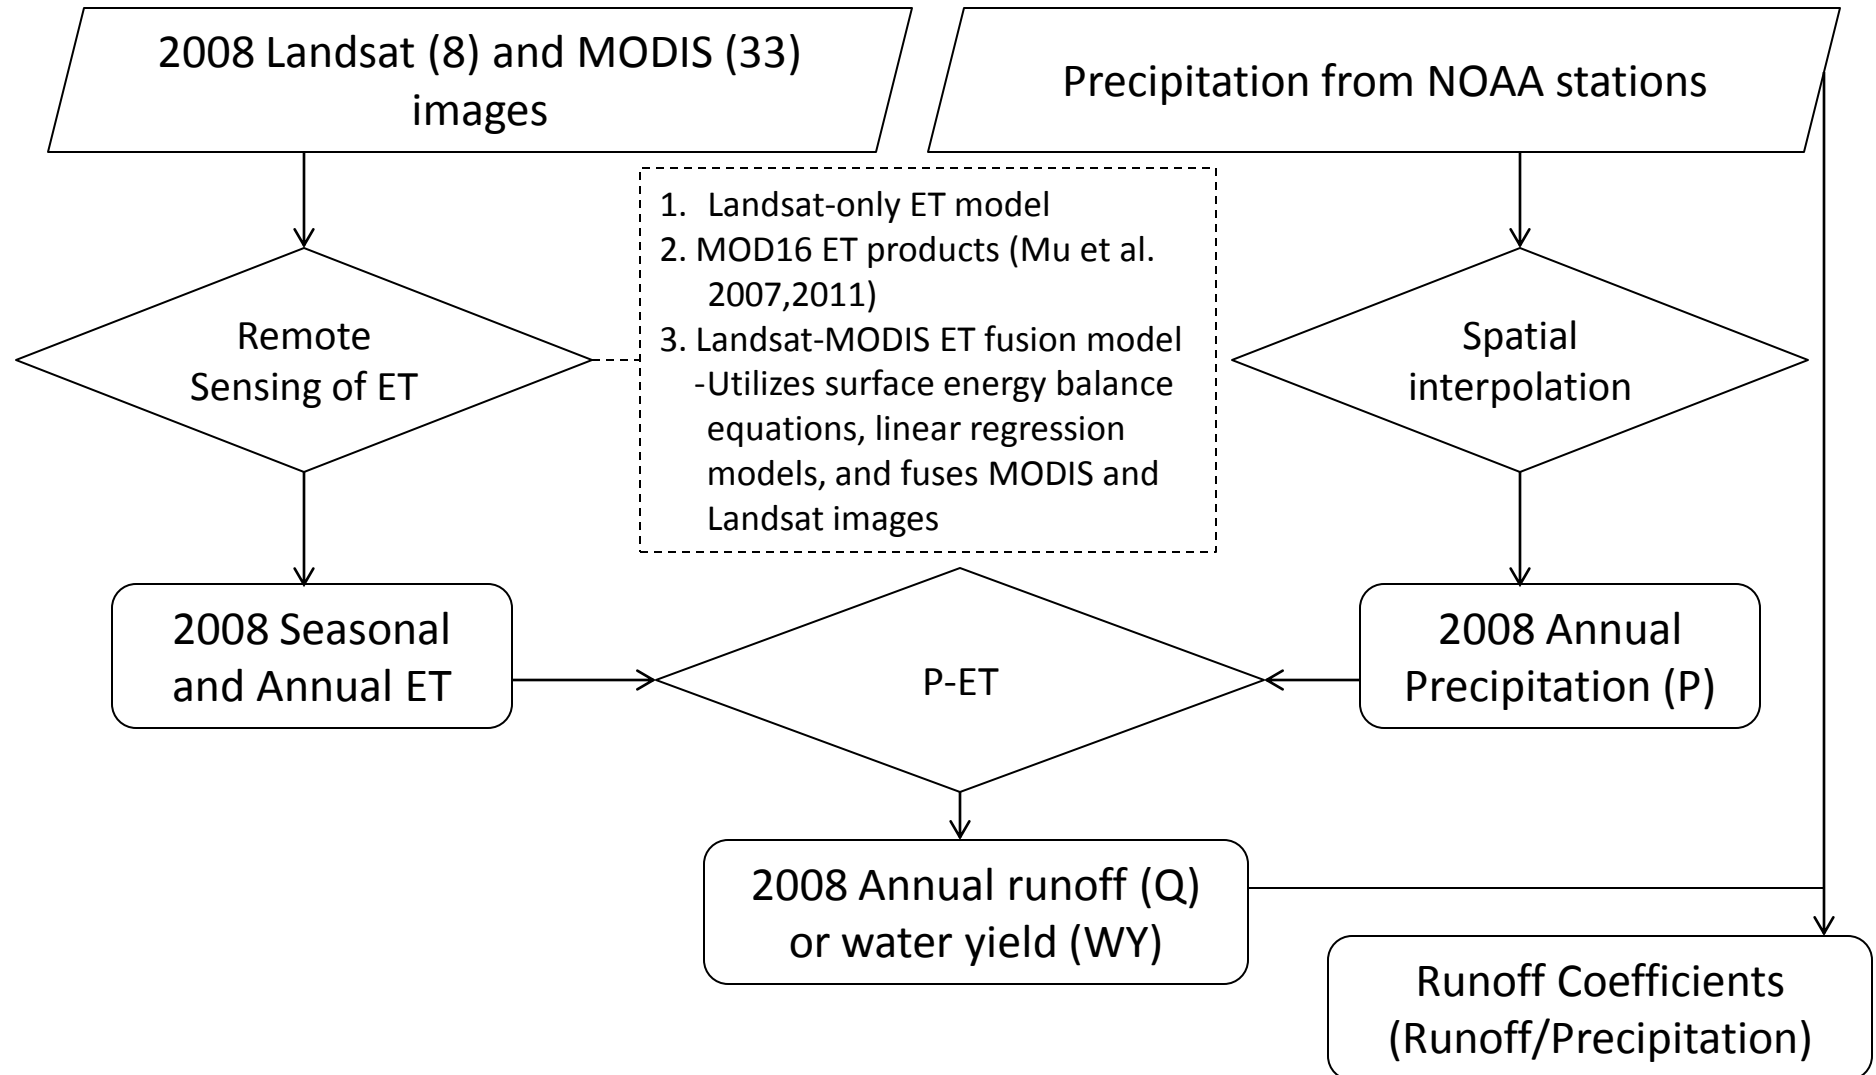 2008 Landsat (8) and MODIS (33)
images
Precipitation from NOAA stations
1. Landsat-only ET model
2. MOD16 ET products (Mu et al.
2007,2011)
3. Landsat-MODIS ET fusion model
-Utilizes surface energy balance
equations, linear regression
models, and fuses MODIS and
Landsat images
Remote
Sensing of ET
Spatial
interpolation
2008 Seasonal
and Annual ET
P-ET
2008 Annual
Precipitation (P)
2008 Annual runoff (Q)
or water yield (WY)
Runoff Coefficients
(Runoff/Precipitation)